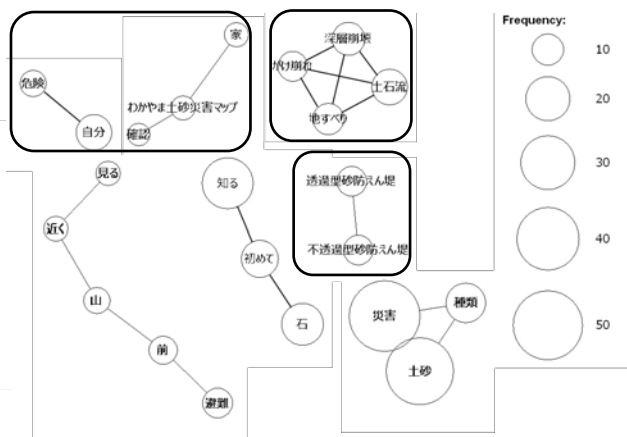 Frequency:
家
深層崩壊
がけ崩れ
土石流
地すべり
危険
自分
わかやま土砂災害マップ
確認
見る
知る
透過型砂防えん堤
近く
初めて
不透過型砂防えん堤
山
石
災害
種類
前
土砂
避難
10
20
30
40
50